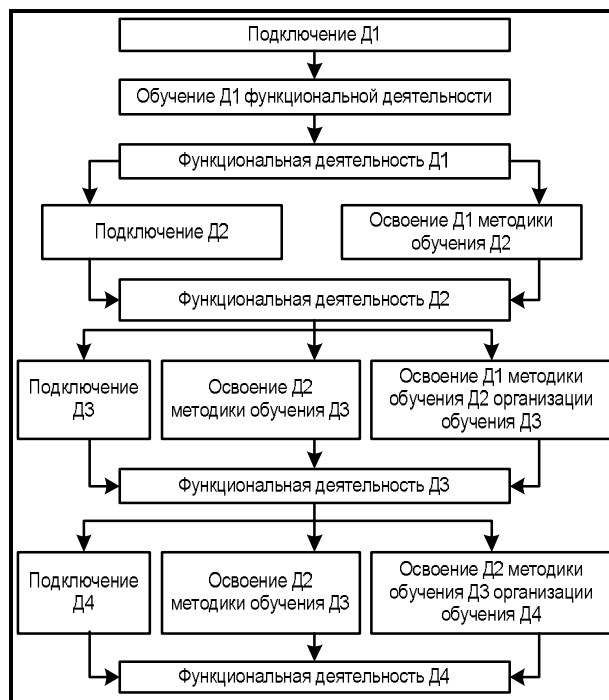 Подключение Д1
Обучение Д1 функциональной деятельности
Функциональная деятельность Д1
Подключение Д2
Освоение Д1 методики
обучения Д2
Функциональная деятельность Д2
Подключение
Д3
Освоение Д2
методики обучения Д3
Освоение Д1 методики
обучения Д2 организации
обучения Д3
Функциональная деятельность Д3
Подключение
Д4
Освоение Д2
методики обучения Д3
Освоение Д2 методики
обучения Д3 организации
обучения Д4
Функциональная деятельность Д4